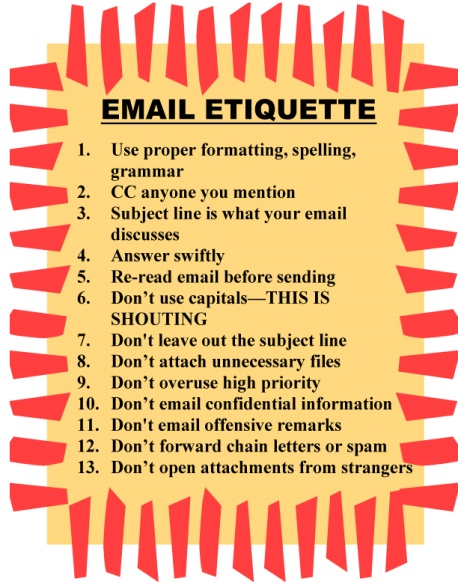 EMAIL ETIQUETTE
1. Use proper formatting, spelling,
grammar
2. CC anyone you mention
3. Subject line is what your email
discusses
4. Answer swiftly
5. Re-read email before sending
6. Don’t use capitals—THIS IS
SHOUTING
7. Don't leave out the subject line
8. Don’t attach unnecessary files
9. Don’t overuse high priority
10. Don’t email confidential information
11. Don't email offensive remarks
12. Don’t forward chain letters or spam
13. Don’t open attachments from strangers